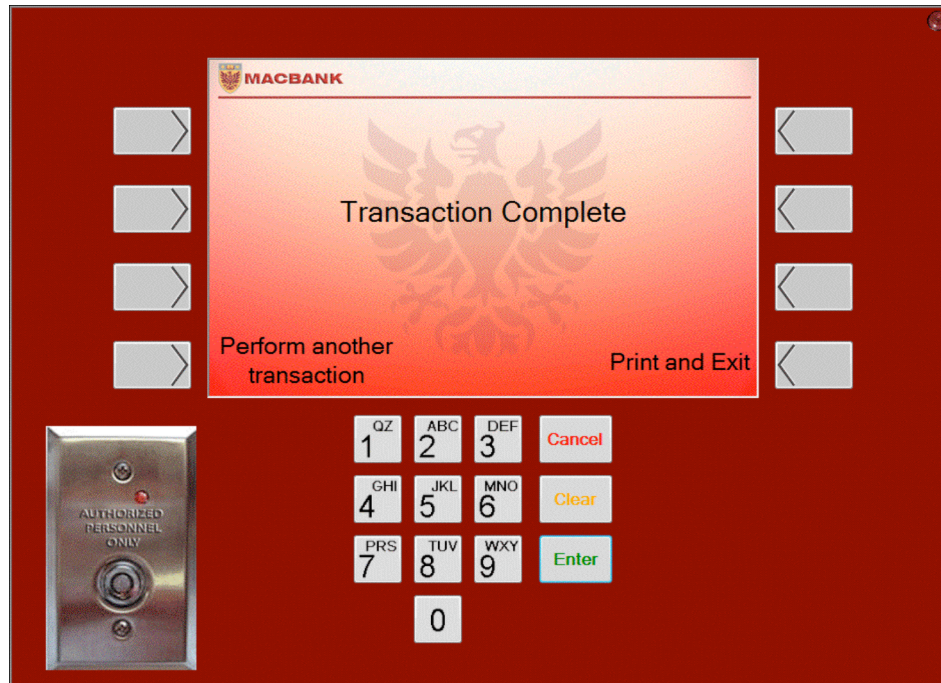 MACBANK
Transaction Complete
Perform another
transaction
Print and Exit
QZ
1
ABC
2
DEF
3
Cancel
GHI
4
JKL
5
MNO
6
Clear
PRS
7
TUV
8
WXY
9
Enter
0
AUTHORIZED
PERSONNEL
ONLY